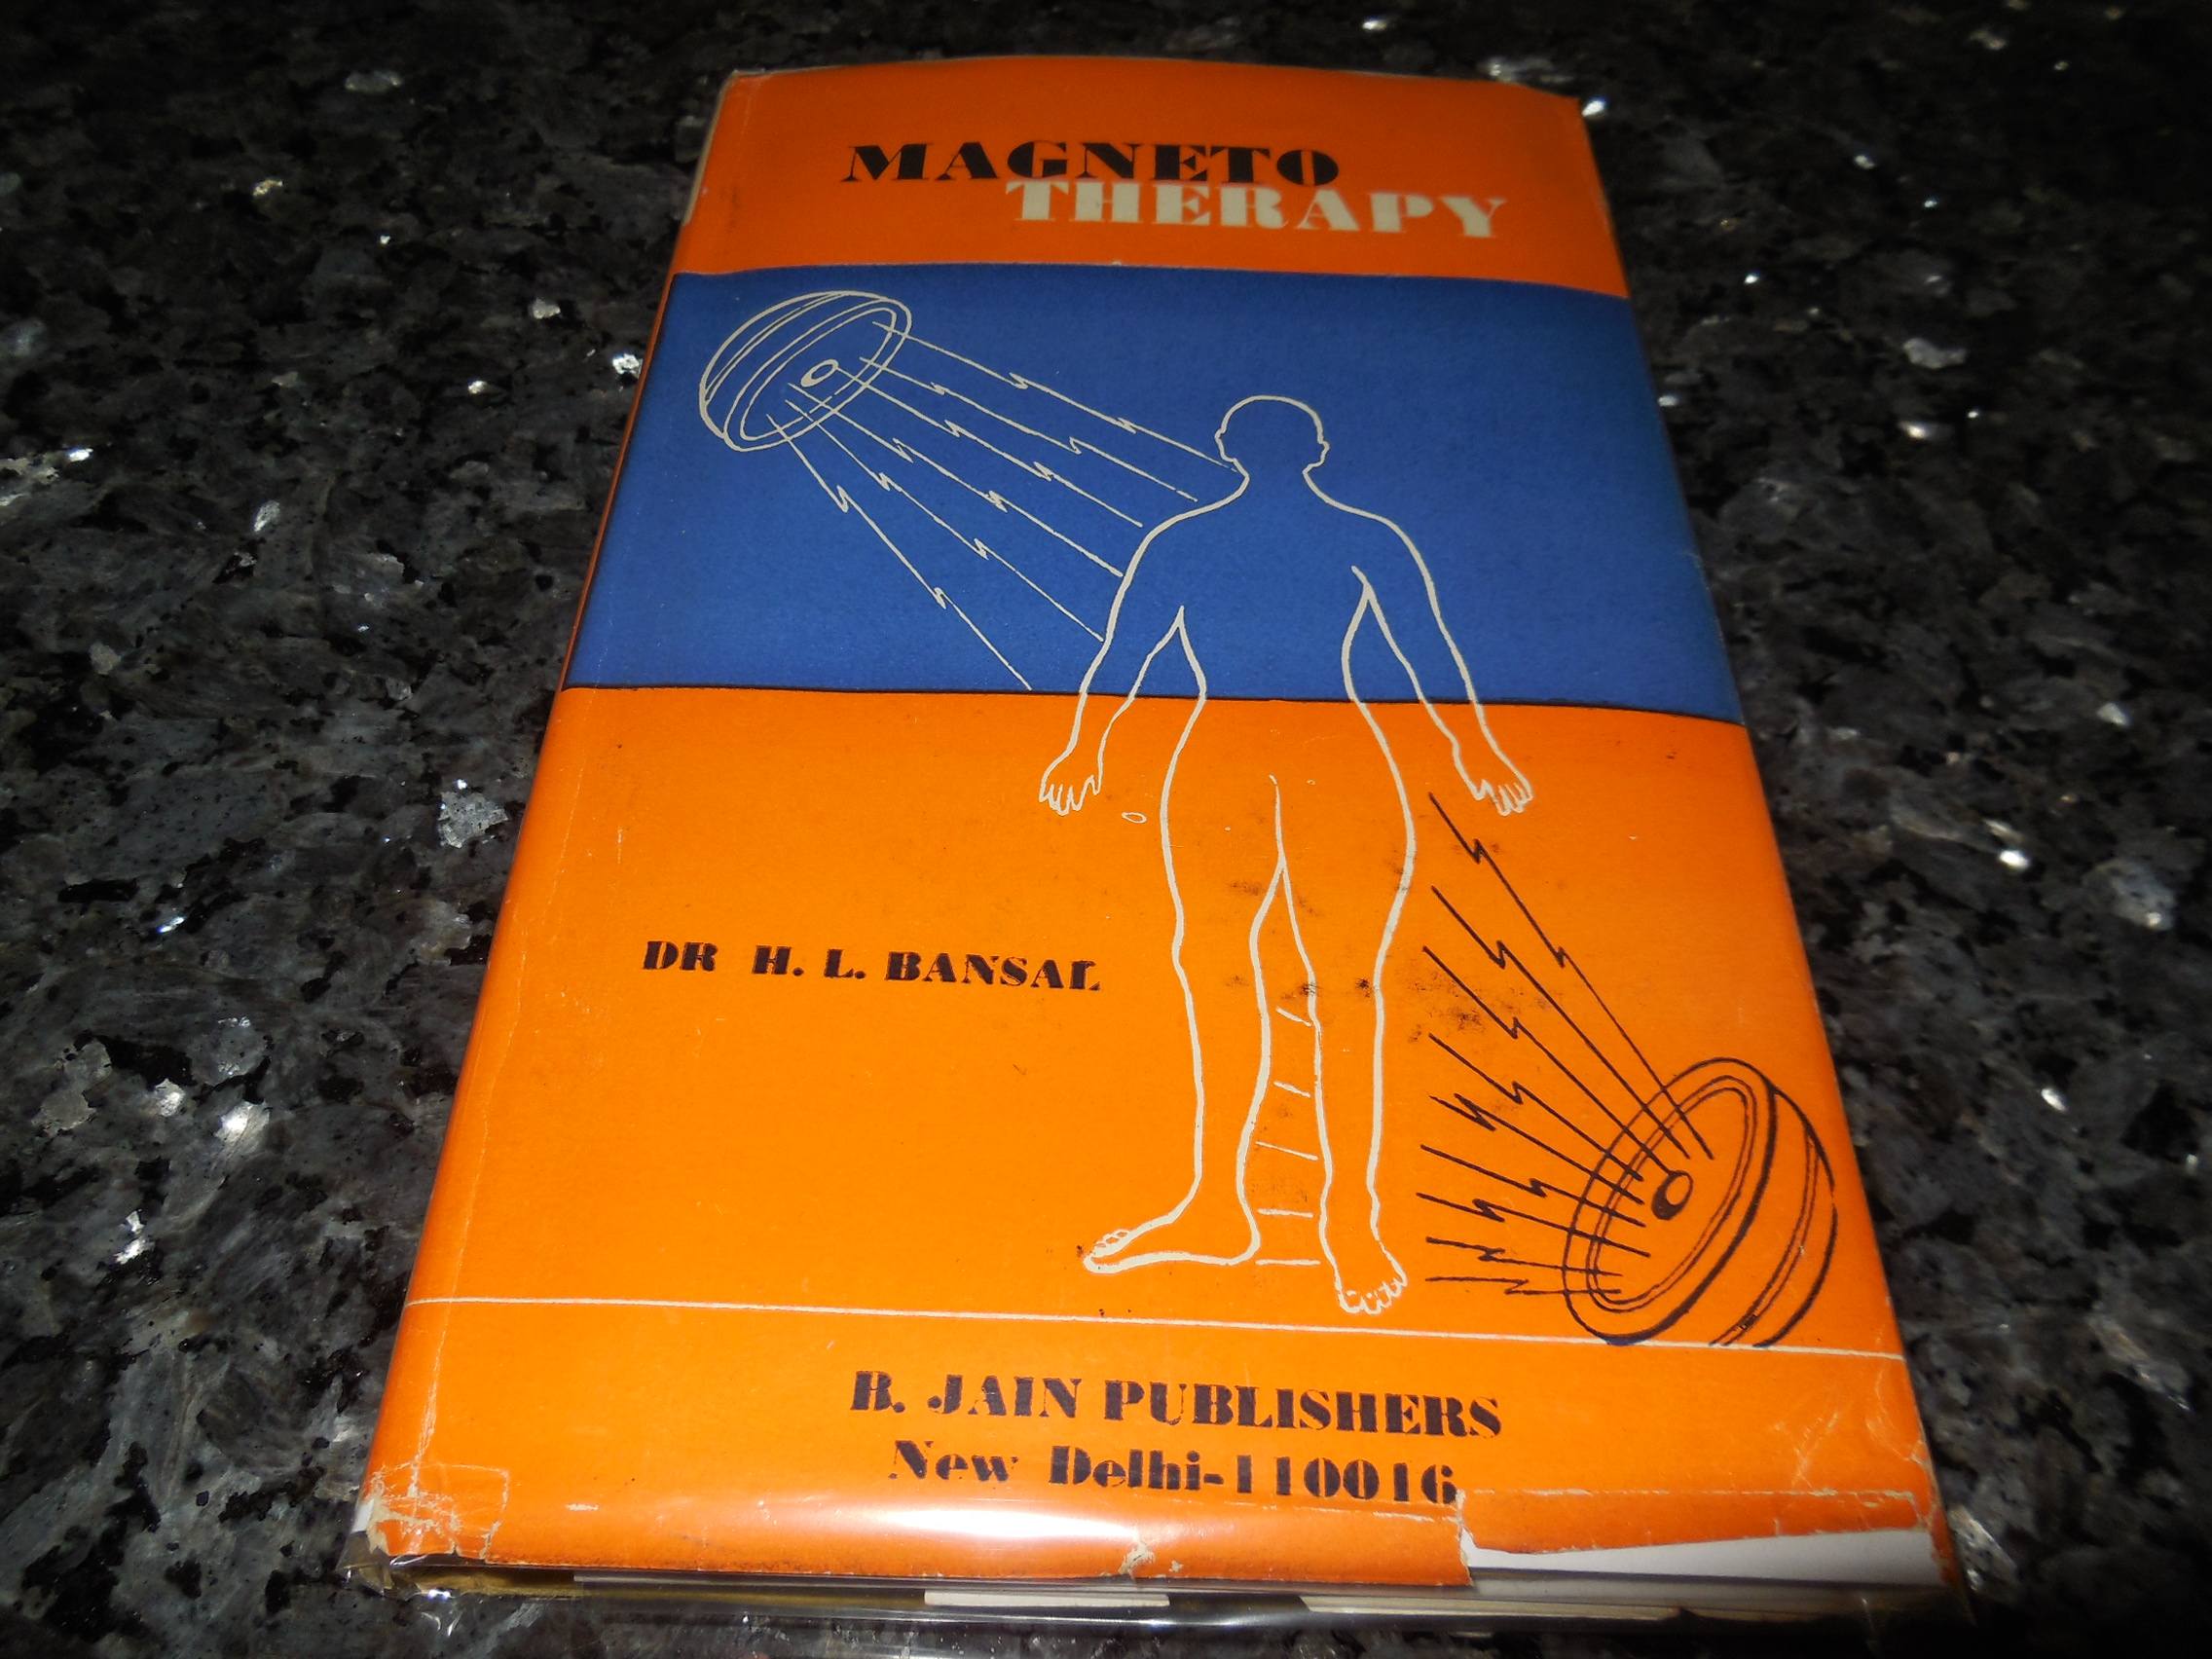 MAGNETO
THERAPY
DR H. L. BANSAL
B. JAIN PUBLISHERS
New Delhi-110016